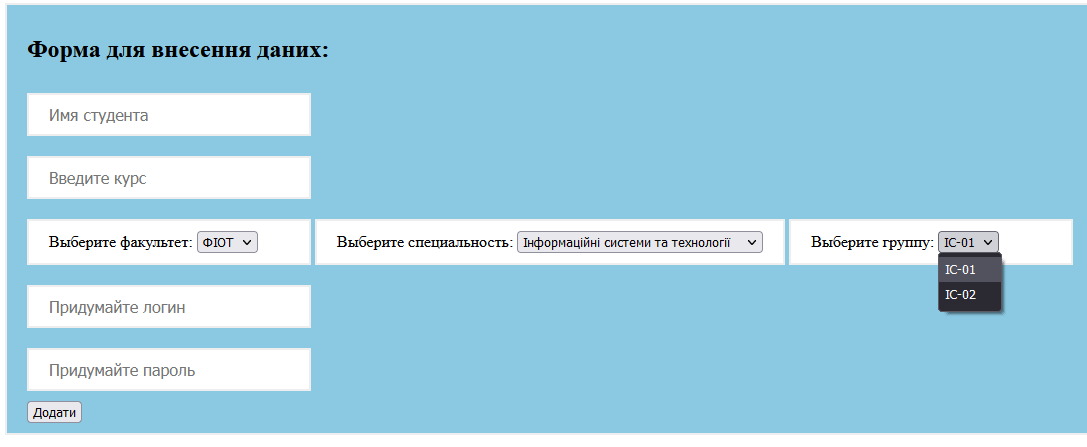 Форма для внесення даних:
Имя студента
Введите курс
Выберите факультет: ФІОТ
Выберите специальность: Інформаційні системи та технології
Выберите группу: ІС-01
ІС-01
ІС-02
Придумайте логин
Придумайте пароль
Додати